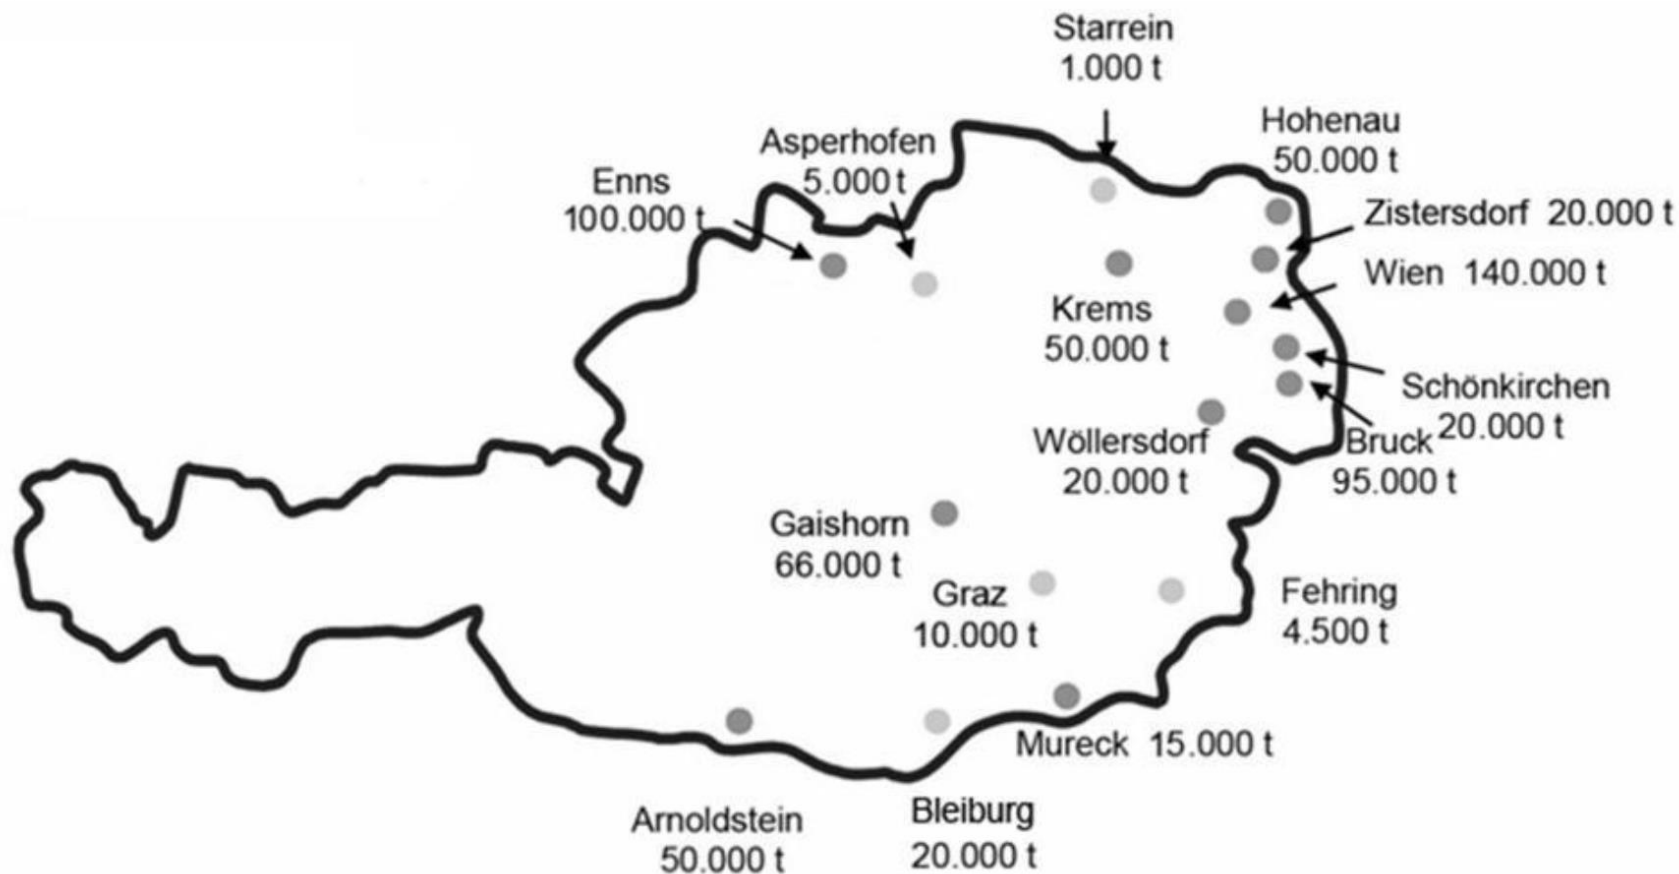 Starrein
1.000 t
Hohenau
50.000 t
Asperhofen
5.000 t
Enns
100.000 t
Zistersdorf 20.000 t
Wien 140.000 t
Krems
50.000 t
Schönkirchen
20.000 t
Wöllersdorf
20.000 t
Bruck
95.000 t
Gaishorn
66.000 t
Graz
10.000 t
Fehring
4.500 t
Mureck 15.000 t
Arnoldstein
50.000 t
Bleiburg
20.000 t